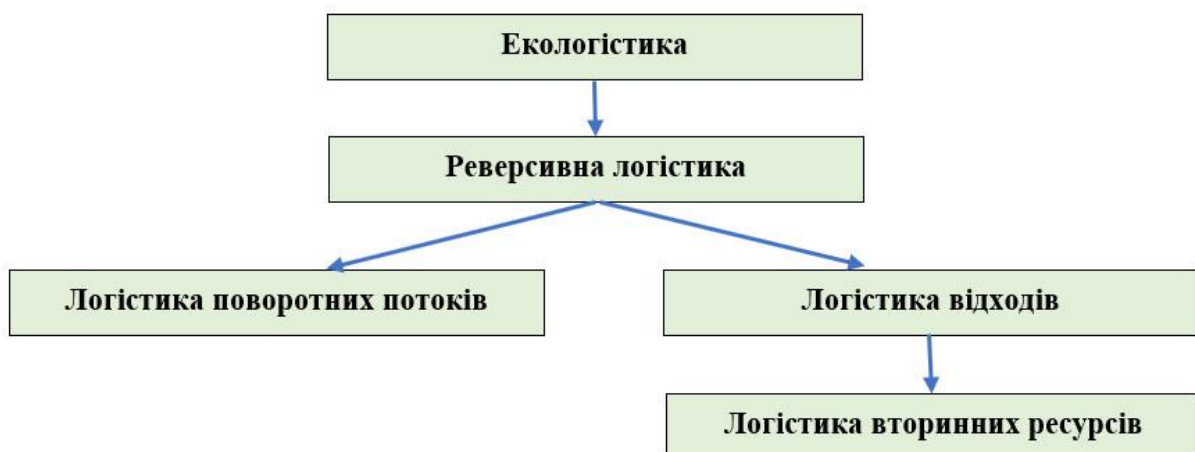 Екологістика
Реверсивна логістика
Логістика поворотних потоків
Логістика відходів
Логістика вторинних ресурсів